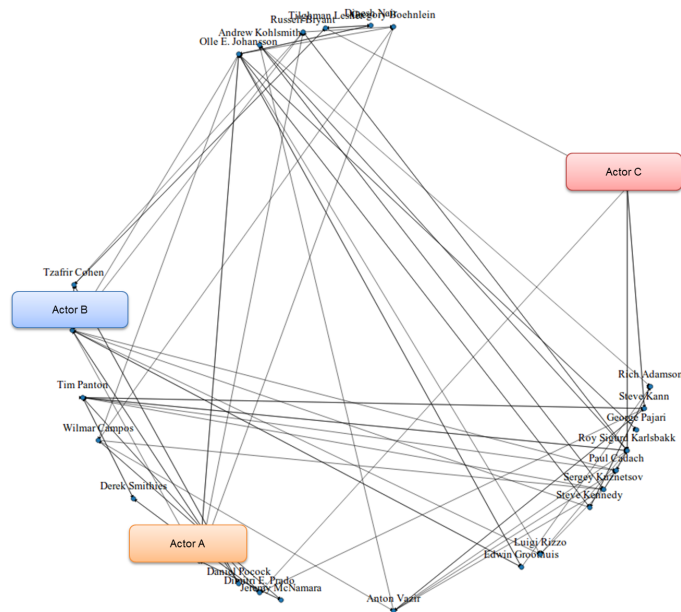 Dinesh Nair
Tilghman Lesher
Gregory Boehnlein
Russell Bryant
Andrew Kohlsmith
Olle E. Johansson
Actor C
Tzafrir Cohen
Actor B
Rich Adamson
Tim Panton
Steve Kann
George Pajari
Wilmar Campos
Roy Sigurd Karlsbakk
Paul Cadach
Sergey Kuznetsov
Derek Smithies
Steve Kennedy
Actor A
Luigi Rizzo
Edwin Groothuis
Daniel Pocock
Dimitri E. Prado
Jeremy McNamara
Anton Vazir